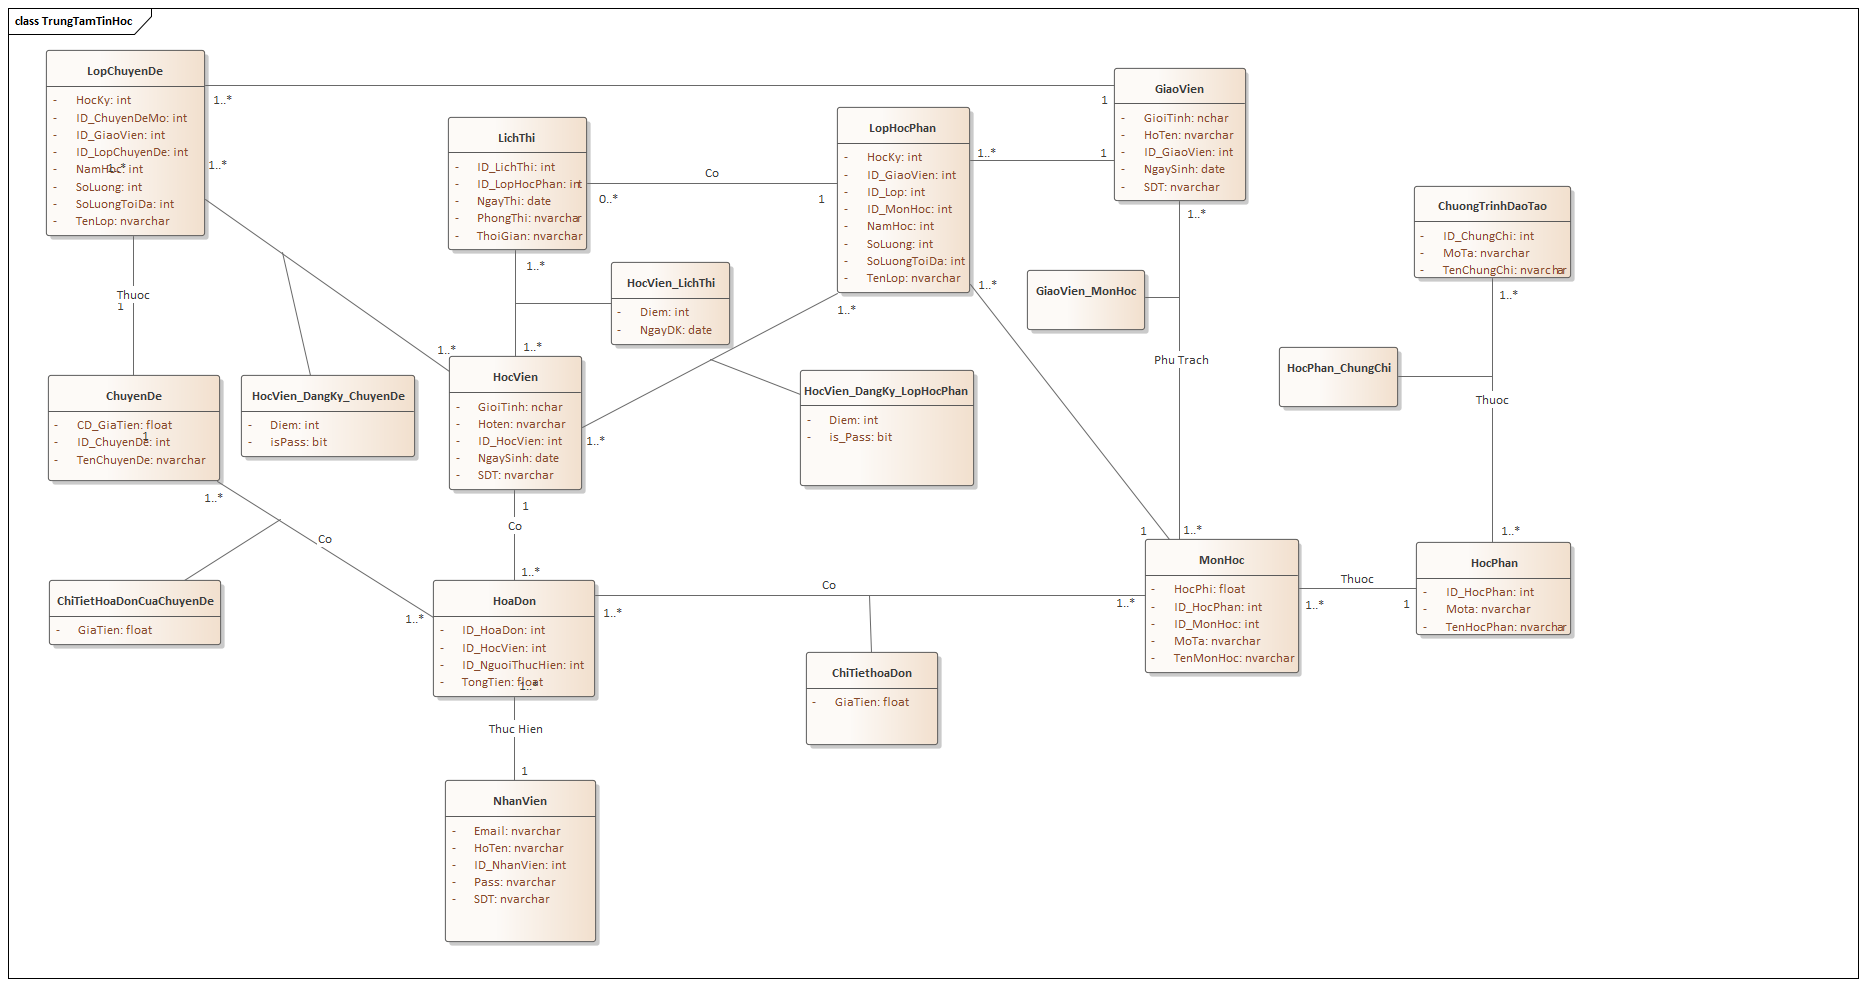 class TrungTamTinHoc
LopChuyenDe
- HocKy: int
- ID_ChuyenDeMo: int
- ID_GiaoVien: int
- ID_LopChuyenDe: int
- NamHoc: int
- SoLuong: int
- SoLuongToiDa: int
- TenLop: nvarchar
1..*
1..*
1..*
1
GiaoVien
- GioiTinh: nchar
- HoTen: nvarchar
- ID_GiaoVien: int
- NgaySinh: date
- SDT: nvarchar
1
1..*
LichThi
- ID_LichThi: int
- ID_LopHocPhan: int
- NgayThi: date
- PhongThi: nvarchar
- ThoiGian: nvarchar
Co
0..*
1
1..*
LopHocPhan
- HocKy: int
- ID_GiaoVien: int
- ID_Lop: int
- ID_MonHoc: int
- NamHoc: int
- SoLuong: int
- SoLuongToiDa: int
- TenLop: nvarchar
1..*
1..*
1..*
ChuongTrinhDaoTao
- ID_ChungChi: int
- MoTa: nvarchar
- TenChungChi: nvarchar
1..*
HocVien_LichThi
- Diem: int
- NgayDK: date
GiaoVien_MonHoc
Phu Trach
Thuoc
1
1..*
1..*
HocPhan_ChungChi
Thuoc
ChuyenDe
- CD_GiaTien: float
- ID_ChuyenDe: int
- TenChuyenDe: nvarchar
1
1..*
HocVien_DangKy_ChuyenDe
- Diem: int
- isPass: bit
HocVien
- GioiTinh: nchar
- Hoten: nvarchar
- ID_HocVien: int
- NgaySinh: date
- SDT: nvarchar
1..*
1
HocVien_DangKy_LopHocPhan
- Diem: int
- is_Pass: bit
Co
Co
1..*
1..*
1
1..*
1..*
ChiTietHoaDonCuaChuyenDe
- GiaTien: float
HoaDon
- ID_HoaDon: int
- ID_HocVien: int
- ID_NguoiThucHien: int
- TongTien: float
1..*
1..*
Co
1..*
MonHoc
- HocPhi: float
- ID_HocPhan: int
- ID_MonHoc: int
- MoTa: nvarchar
- TenMonHoc: nvarchar
Thuoc
1..*
1
HocPhan
- ID_HocPhan: int
- Mota: nvarchar
- TenHocPhan: nvarchar
ChiTiethoaDon
- GiaTien: float
Thuc Hien
1
NhanVien
- Email: nvarchar
- HoTen: nvarchar
- ID_NhanVien: int
- Pass: nvarchar
- SDT: nvarchar